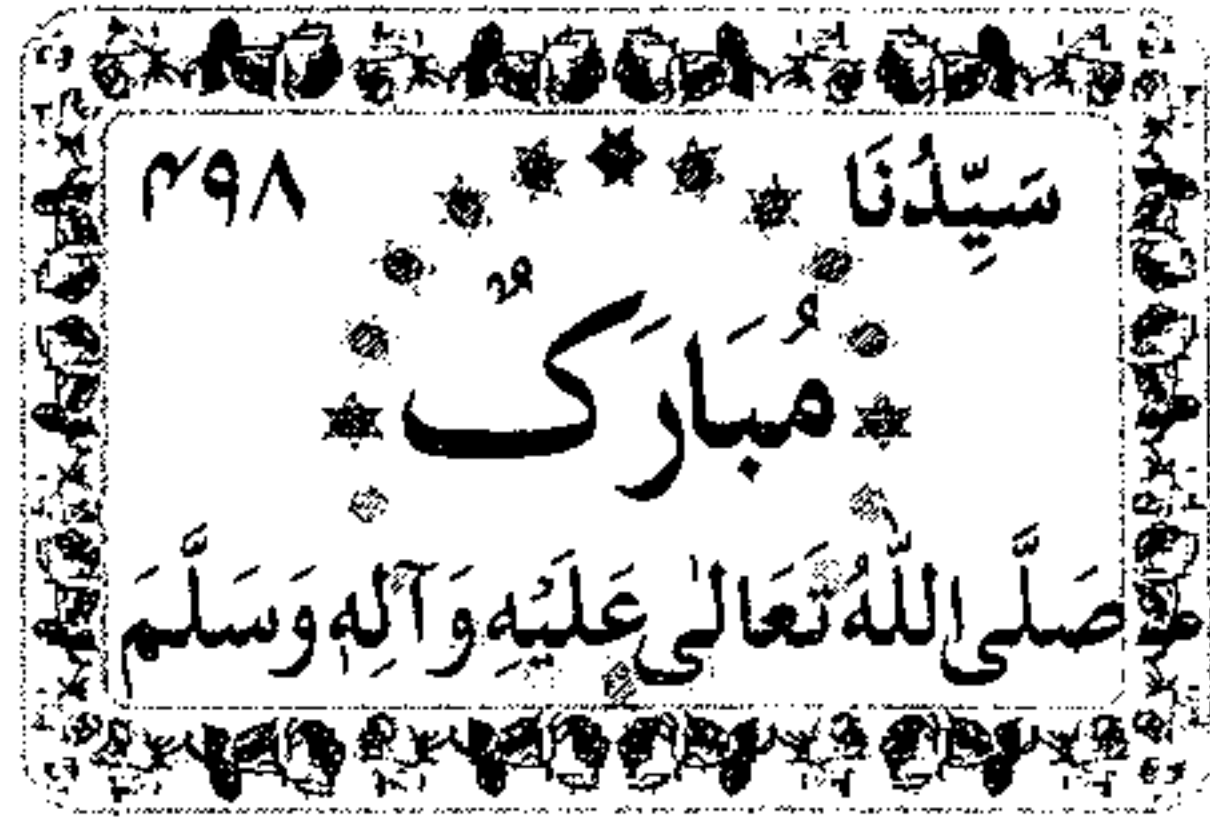 سَيِّدُنَا ۴۹۸
مُبَارَکٌ
صَلَّی اللّٰهُ تَعَالٰی عَلَیْهِ وَآلِهٖ وَسَلَّمَ